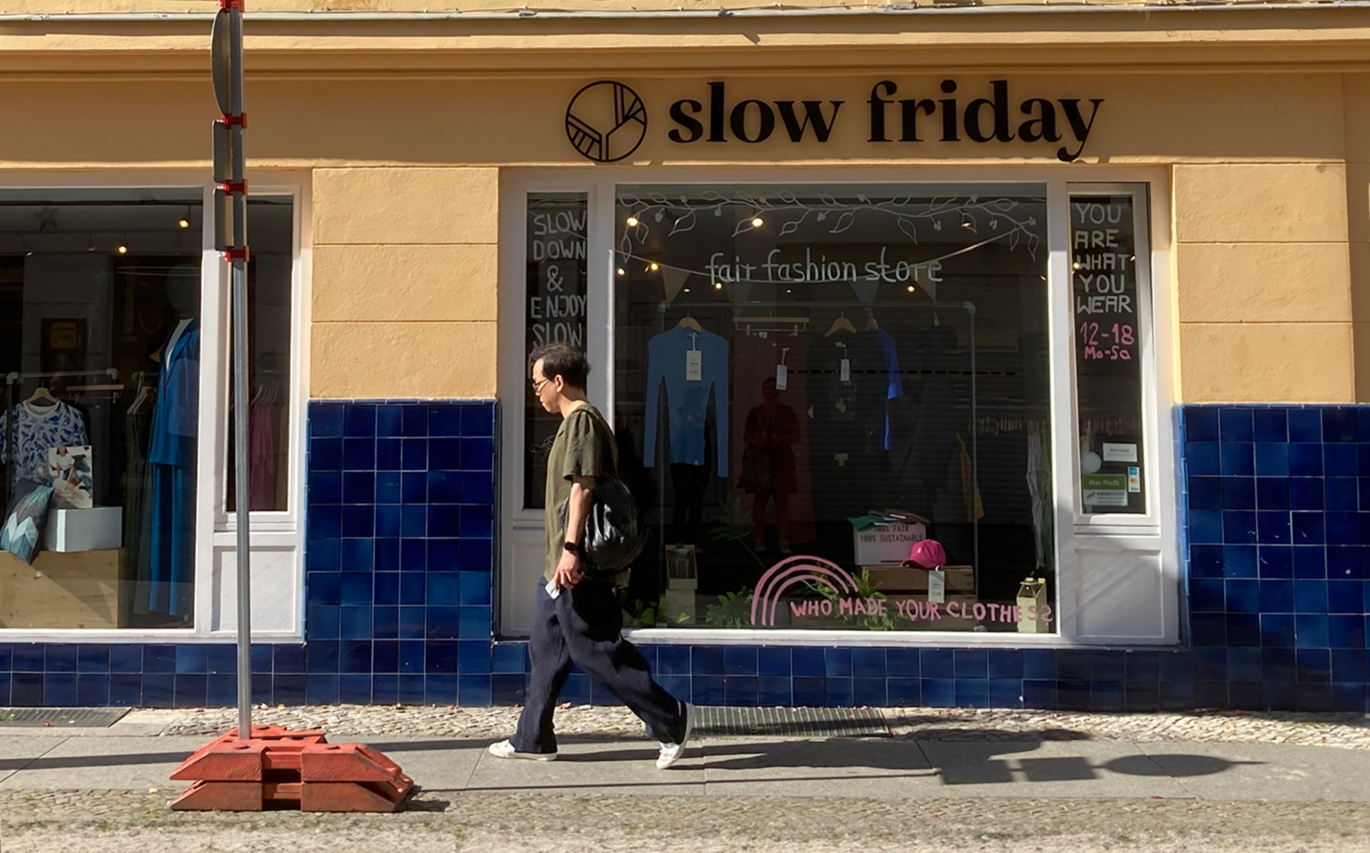 slow friday
SLOW
DOWN
&
ENJOY
SLOW
fair fashion store
YOU
ARE
WHAT
YOU
WEAR
12-18
Mo-Sa
100% FAIR
100% SUSTAINABLE
WHO MADE YOUR CLOTHES